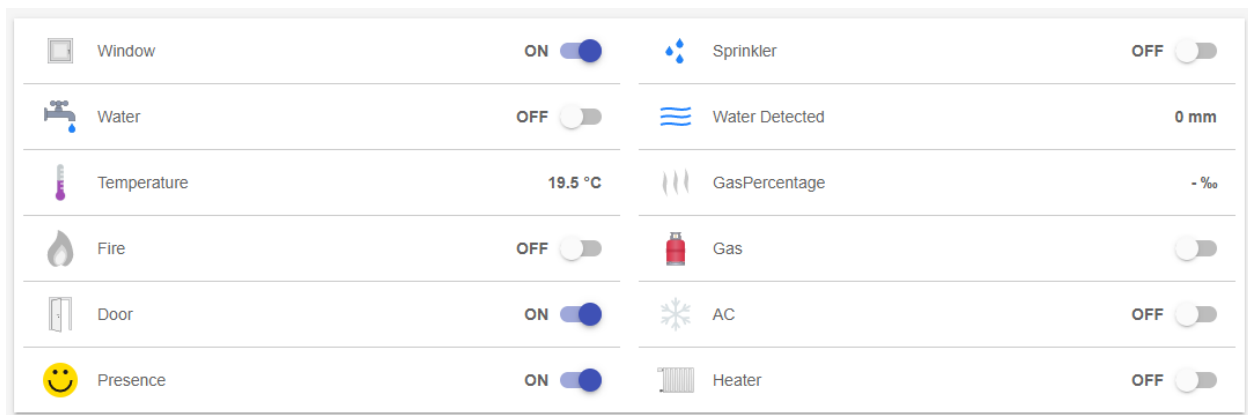 Window ON
Sprinkler OFF
Water OFF
Water Detected 0 mm
Temperature 19.5 °C
GasPercentage - ‰
Fire OFF
Gas
Door ON
AC OFF
Presence ON
Heater OFF